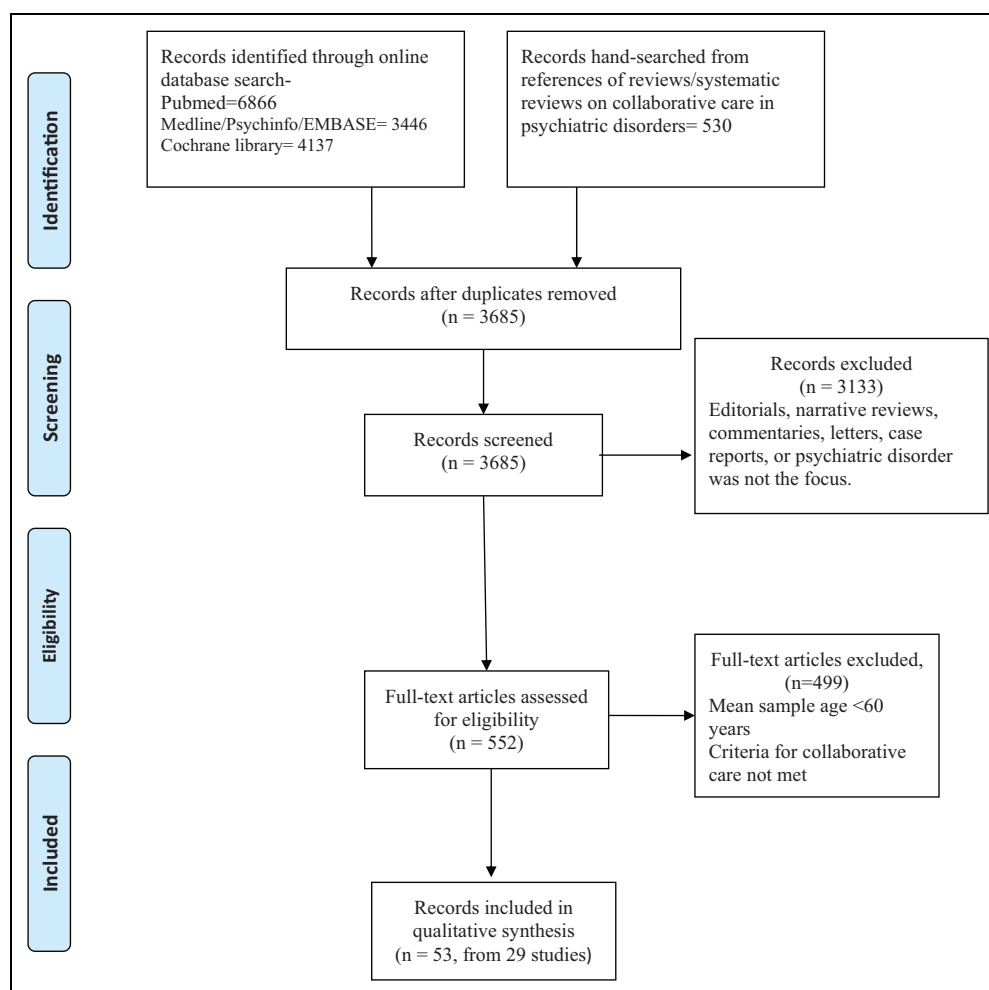 Identification
Records identified through online
database search-
Pubmed=6866
Medline/Psychinfo/EMBASE= 3446
Cochrane library= 4137
Records hand-searched from
references of reviews/systematic
reviews on collaborative care in
psychiatric disorders= 530
Records after duplicates removed
(n = 3685)
Screening
Records screened
(n = 3685)
Records excluded
(n = 3133)
Editorials, narrative reviews,
commentaries, letters, case
reports, or psychiatric disorder
was not the focus.
Eligibility
Full-text articles assessed
for eligibility
(n = 552)
Full-text articles excluded,
(n=499)
Mean sample age <60
years
Criteria for collaborative
care not met
Included
Records included in
qualitative synthesis
(n = 53, from 29 studies)